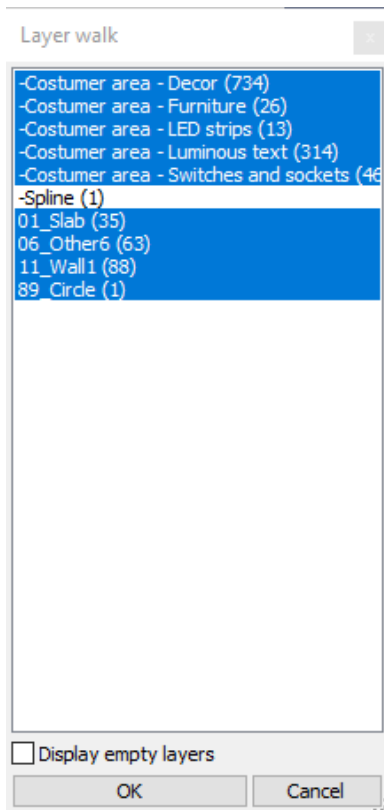 Layer walk
x
-Costumer area - Decor (734)
-Costumer area - Furniture (26)
-Costumer area - LED strips (13)
-Costumer area - Luminous text (314)
-Costumer area - Switches and sockets (46
-Spline (1)
01_Slab (35)
06_Other6 (63)
11_Wall1 (88)
89_Circle (1)
Display empty layers
OK
Cancel